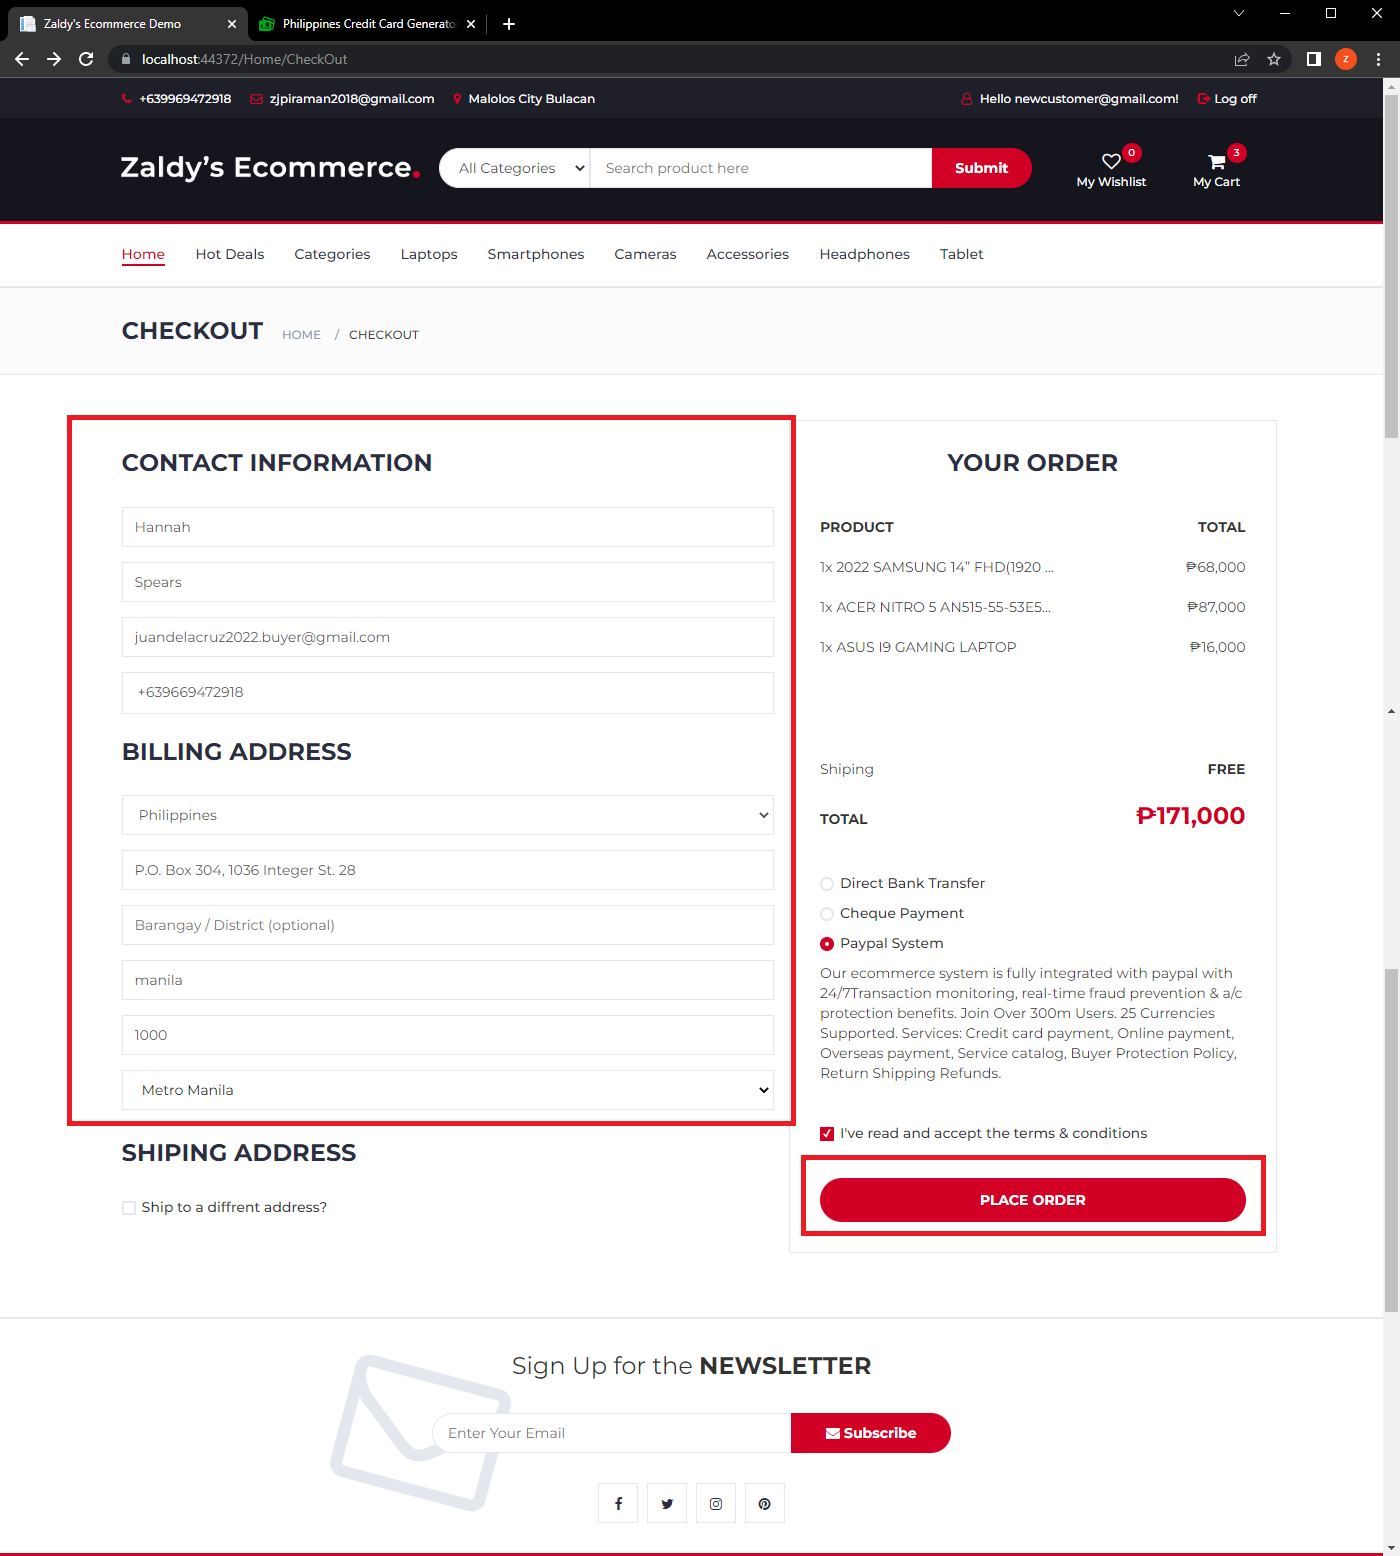 Zaldy's Ecommerce Demo
Philippines Credit Card Generato
localhost:44372/Home/CheckOut
z
+639969472918
zjpiraman2018@gmail.com
Malolos City Bulacan
Hello newcustomer@gmail.com!
Log off
Zaldy's Ecommerce.
All Categories
Search product here
Submit
0
My Wishlist
3
My Cart
Home
Hot Deals
Categories
Laptops
Smartphones
Cameras
Accessories
Headphones
Tablet
CHECKOUT
HOME / CHECKOUT
CONTACT INFORMATION
Hannah
Spears
juandelacruz2022.buyer@gmail.com
+639669472918
BILLING ADDRESS
Philippines
P.O. Box 304, 1036 Integer St. 28
Barangay / District (optional)
manila
1000
Metro Manila
SHIPING ADDRESS
Ship to a diffrent address?
YOUR ORDER
PRODUCT TOTAL
1x 2022 SAMSUNG 14” FHD(1920 ... ₱68,000
1x ACER NITRO 5 AN515-55-53E5... ₱87,000
1x ASUS I9 GAMING LAPTOP ₱16,000
Shiping FREE
TOTAL ₱171,000
Direct Bank Transfer
Cheque Payment
Paypal System
Our ecommerce system is fully integrated with paypal with
24/7Transaction monitoring, real-time fraud prevention & a/c
protection benefits. Join Over 300m Users. 25 Currencies
Supported. Services: Credit card payment, Online payment,
Overseas payment, Service catalog, Buyer Protection Policy,
Return Shipping Refunds.
I've read and accept the terms & conditions
PLACE ORDER
Sign Up for the NEWSLETTER
Enter Your Email
Subscribe